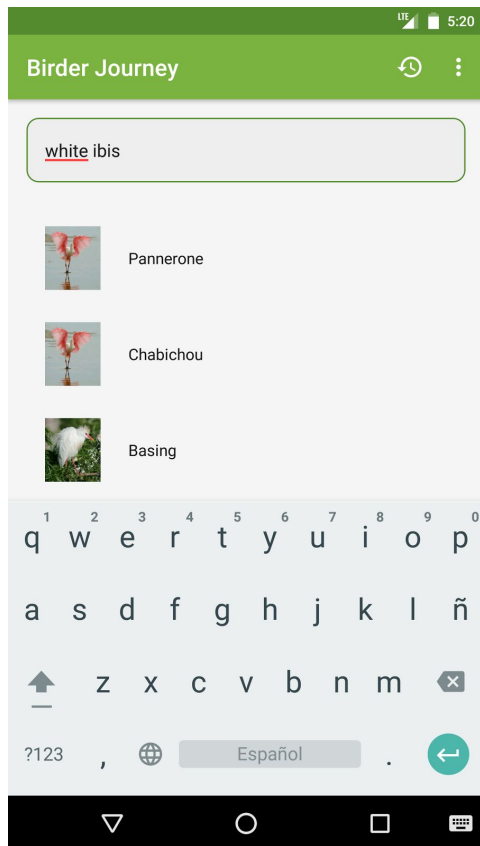 LTE 5:20
Birder Journey
white ibis
Pannerone
Chabichou
Basing
1 2 3 4 5 6 7 8 9 0
q w e r t y u i o p
a s d f g h j k l ñ
z x c v b n m
?123 , Español .